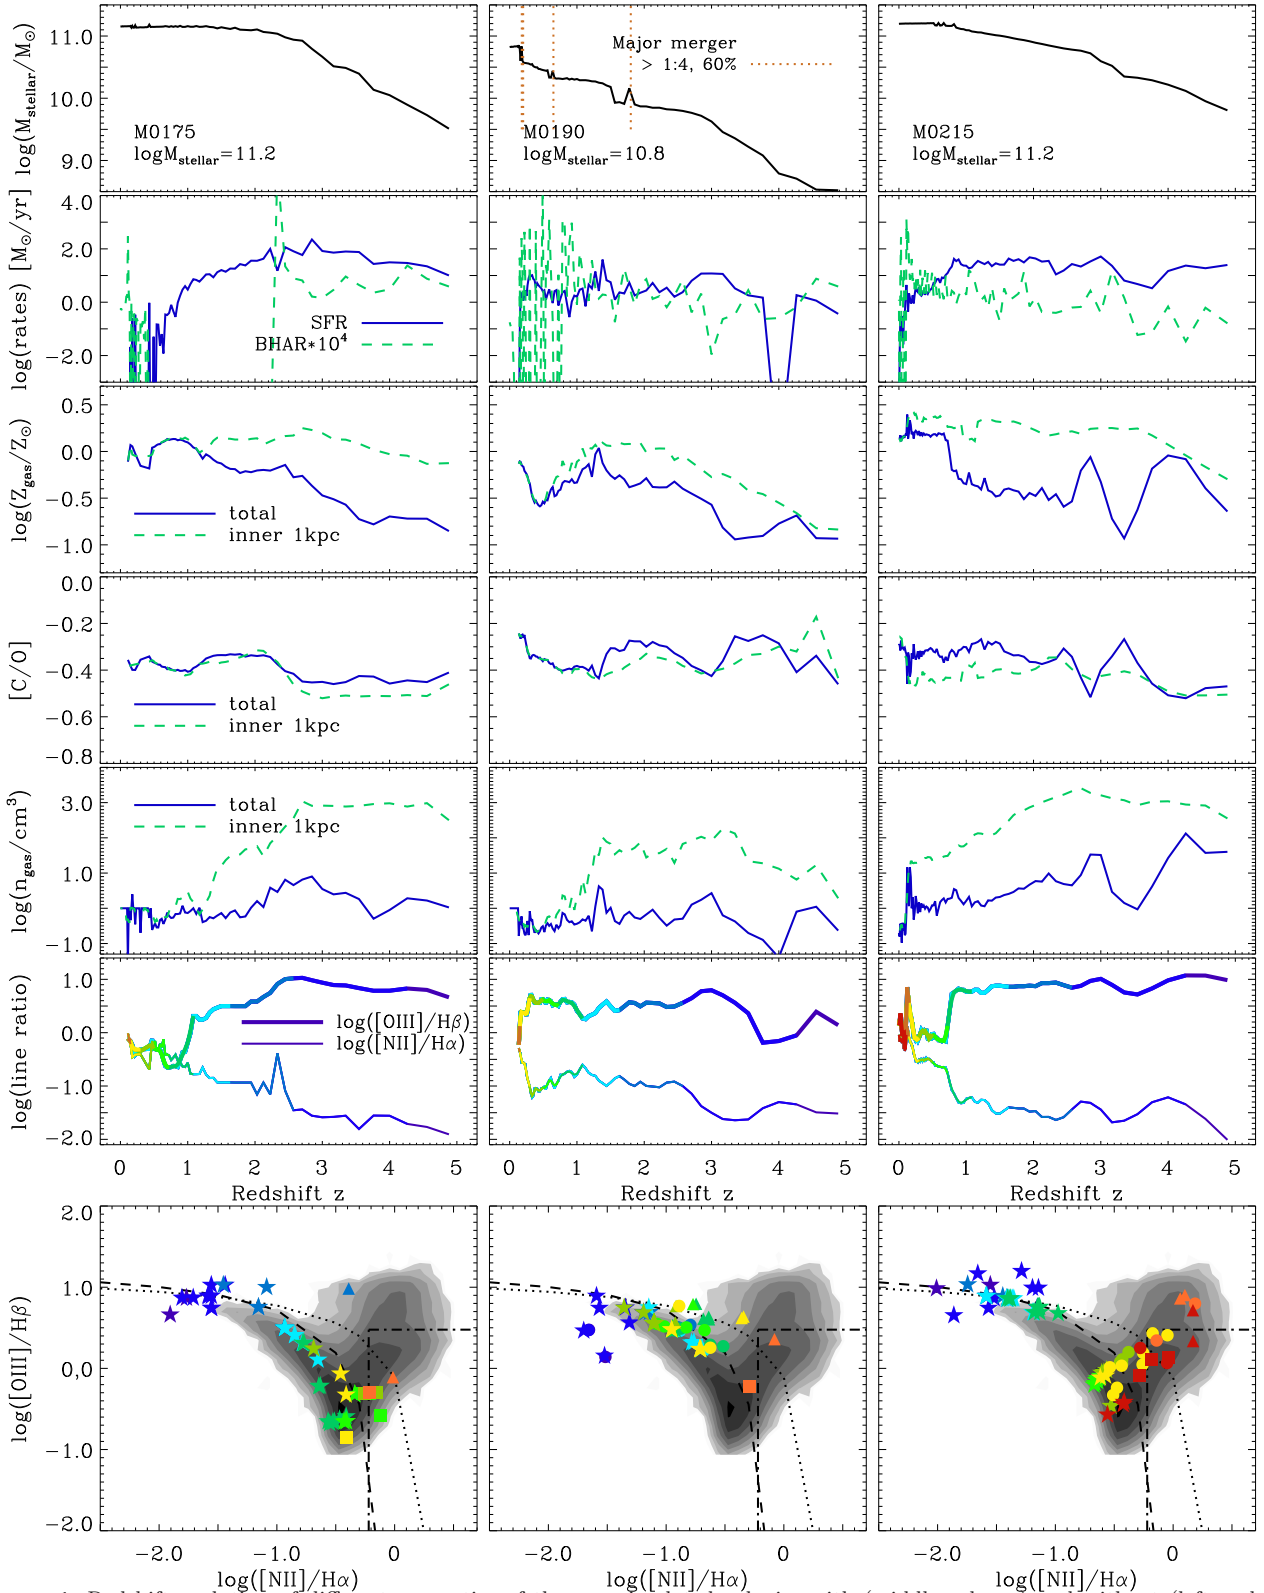 11.0
10.0
9.0
log(Mstellar/M⊙)
M0175
logMstellar=11.2
Major merger
> 1:4, 60%
M0190
logMstellar=10.8
M0215
logMstellar=11.2
4.0
2.0
0.0
−2.0
log(rates) [M⊙/yr]
SFR
BHAR*10^4
0.5
0.0
−0.5
−1.0
log(Zgas/Z⊙)
total
inner 1kpc
0.0
−0.2
−0.4
−0.6
−0.8
[C/O]
total
inner 1kpc
3.0
1.0
−1.0
log(ngas/cm³)
total
inner 1kpc
1.0
0.0
−1.0
−2.0
log(line ratio)
log([OIII]/Hβ)
log([NII]/Hα)
0 1 2 3 4 5 0 1 2 3 4 5 0 1 2 3 4 5
Redshift z Redshift z Redshift z
2.0
1.0
0.0
−1.0
−2.0
log([OIII]/Hβ)
−2.0 −1.0 0 −2.0 −1.0 0 −2.0 −1.0 0
log([NII]/Hα) log([NII]/Hα) log([NII]/Hα)